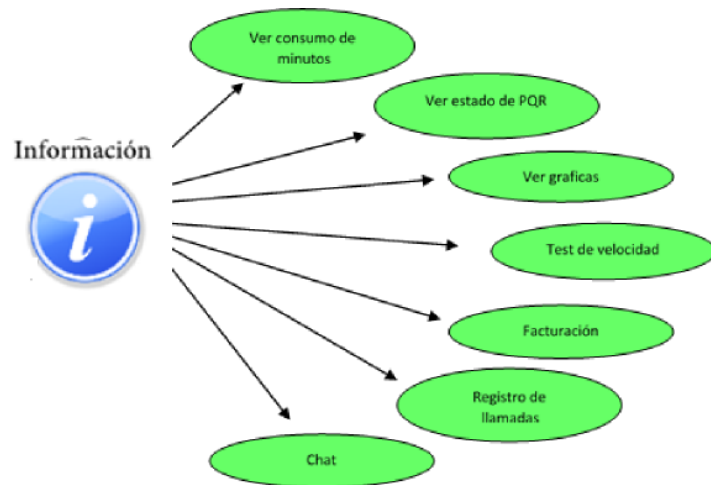 Ver consumo de
minutos
Ver estado de PQR
Información
Ver graficas
Test de velocidad
Facturación
Registro de
llamadas
Chat